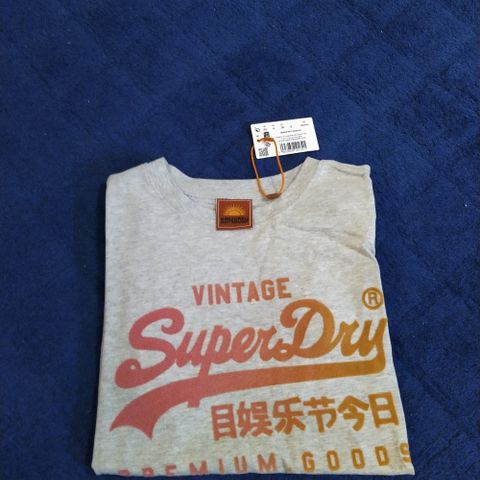 VINTAGE
SuperDry®
目娱乐节今日
PREMIUM GOODS